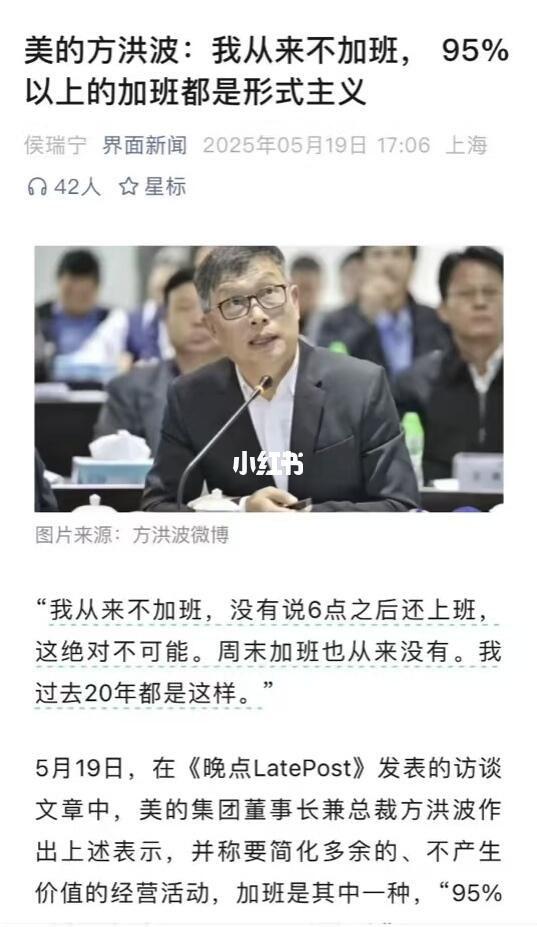 美的方洪波：我从来不加班， 95%
以上的加班都是形式主义
侯瑞宁 界面新闻 2025年05月19日 17:06 上海
42人 星标
小红书
图片来源：方洪波微博
“我从来不加班，没有说6点之后还上班，
这绝对不可能。周末加班也从来没有。我
过去20年都是这样。”
5月19日，在《晚点LatePost》发表的访谈
文章中，美的集团董事长兼总裁方洪波作
出上述表示，并称要简化多余的、不产生
价值的经营活动，加班是其中一种，“95%